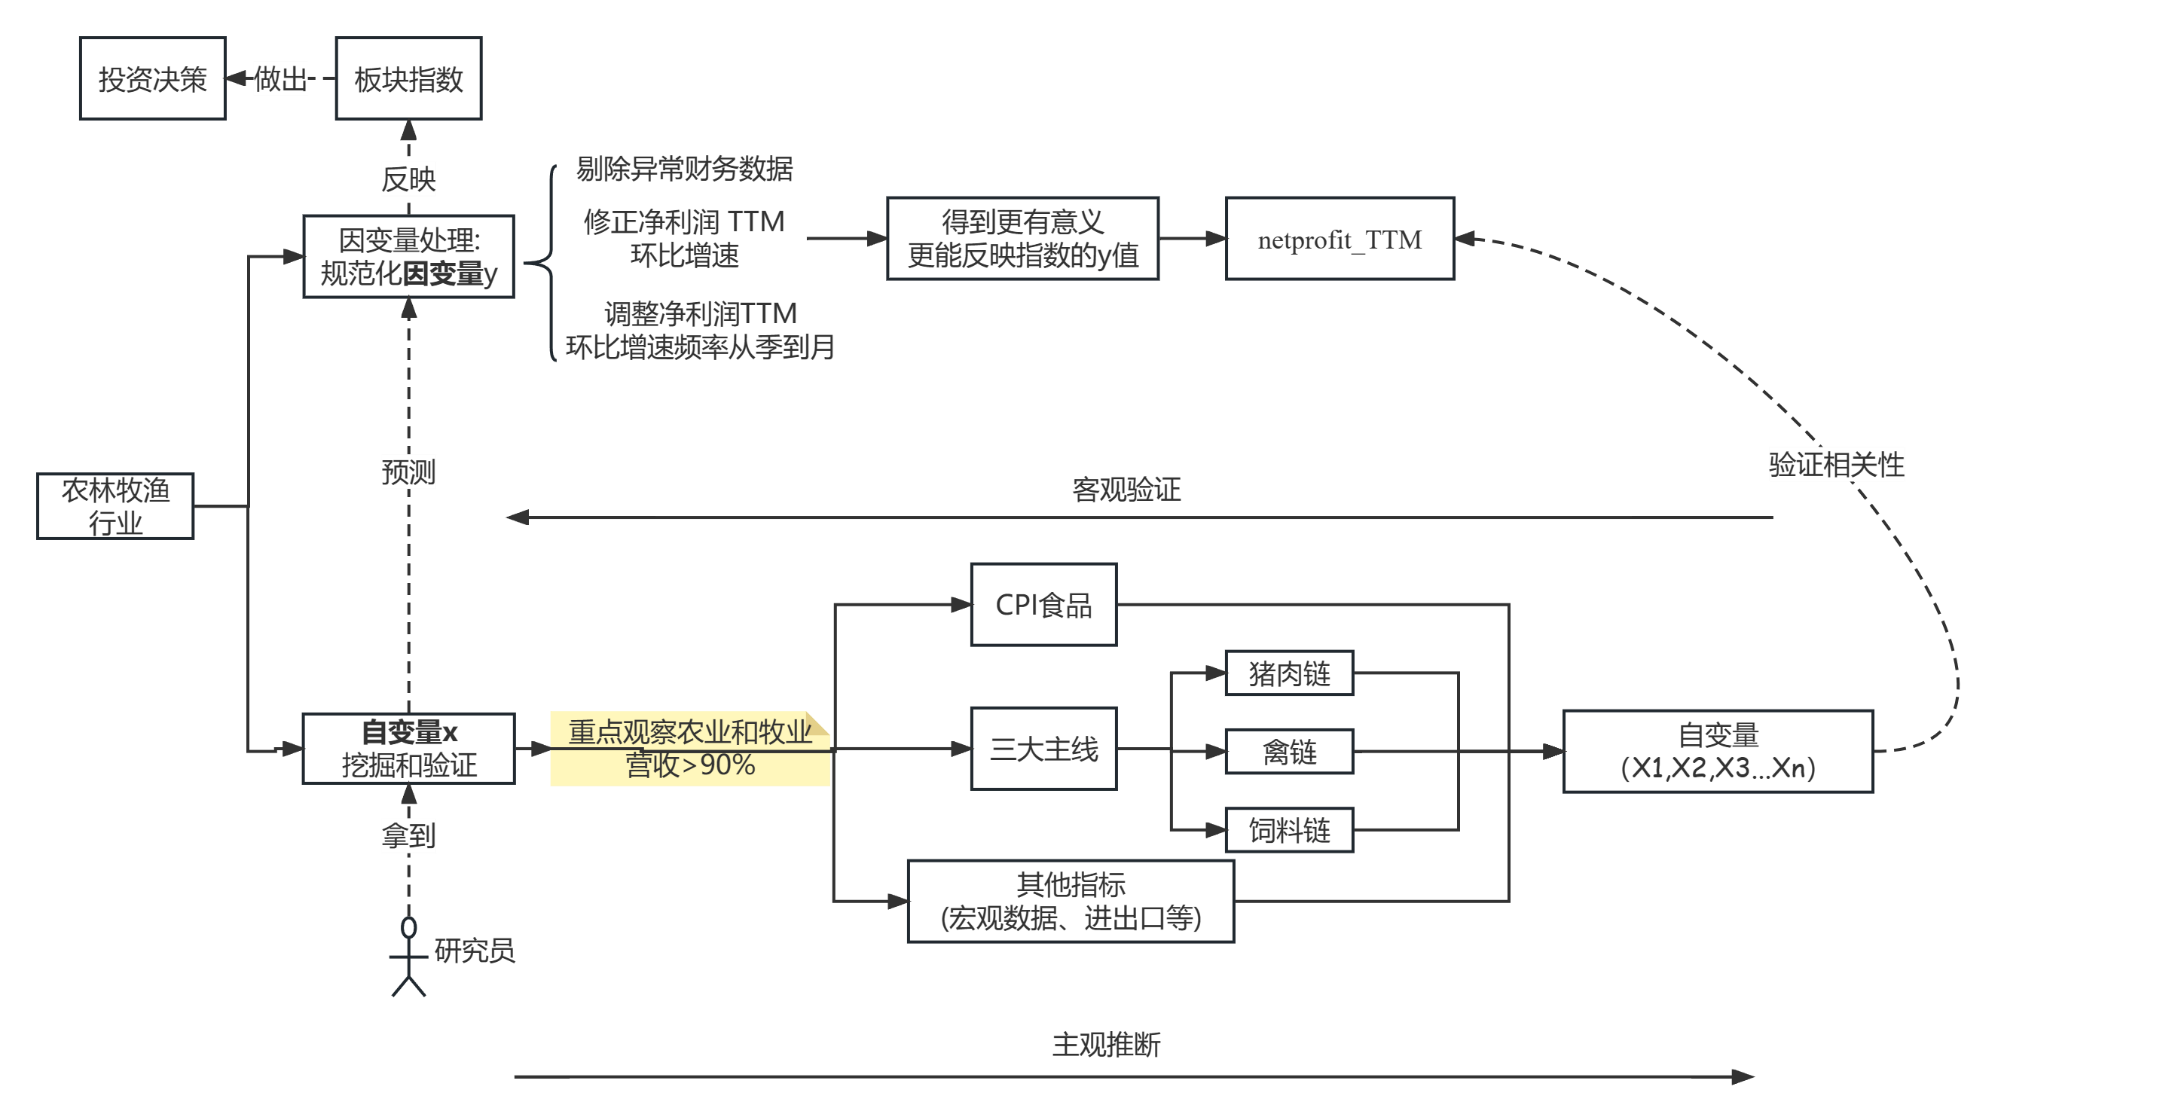 投资决策
做出
板块指数
反映
剔除异常财务数据
修正净利润 TTM
环比增速
调整净利润TTM
环比增速频率从季到月
因变量处理:
规范化因变量y
得到更有意义
更能反映指数的y值
netprofit_TTM
预测
验证相关性
客观验证
农林牧渔
行业
CPI食品
猪肉链
自变量x
挖掘和验证
重点观察农业和牧业
营收>90%
三大主线
禽链
自变量
(X1,X2,X3...Xn)
饲料链
拿到
其他指标
(宏观数据、进出口等)
研究员
主观推断